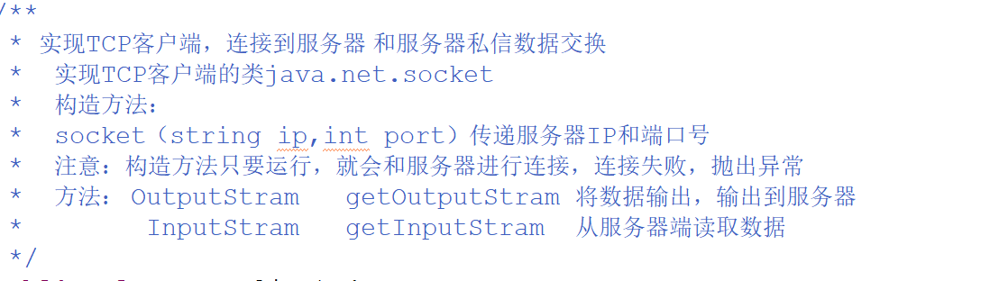 /**
* 实现TCP客户端，连接到服务器 和服务器私信数据交换
* 实现TCP客户端的类java.net.socket
* 构造方法：
* socket（string ip,int port）传递服务器IP和端口号
* 注意：构造方法只要运行，就会和服务器进行连接，连接失败，抛出异常
* 方法： OutputStram getOutputStram 将数据输出，输出到服务器
* InputStram getInputStram 从服务器端读取数据
*/